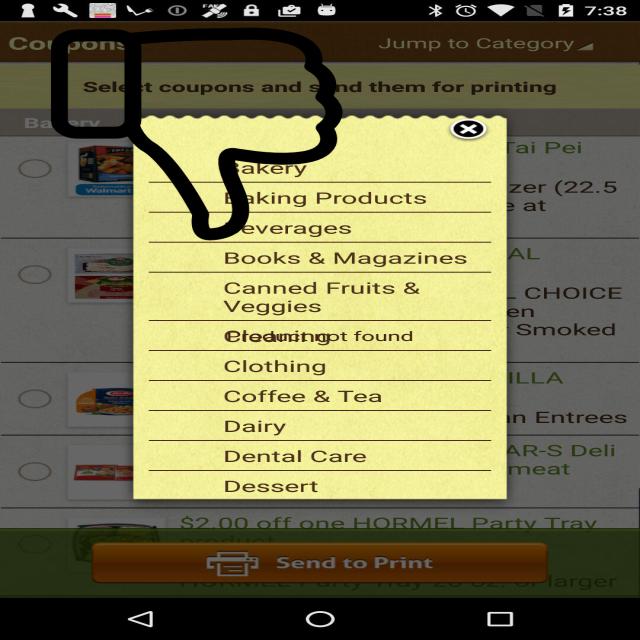 7:38
Coupons
Jump to Category
Select coupons and send them for printing
Bakery
Tai Pei
Walmart
zer (22.5
e at
AL
L CHOICE
en
Smoked
ILLA
an Entrees
AR-S Deli
meat
Bakery
Baking Products
Beverages
Books & Magazines
Canned Fruits &
Veggies
Cleaning
Product not found
Clothing
Coffee & Tea
Dairy
Dental Care
Dessert
$2.00 off one HORMEL Party Tray
product
Send to Print
HORMEL Party Tray 28 oz. or larger